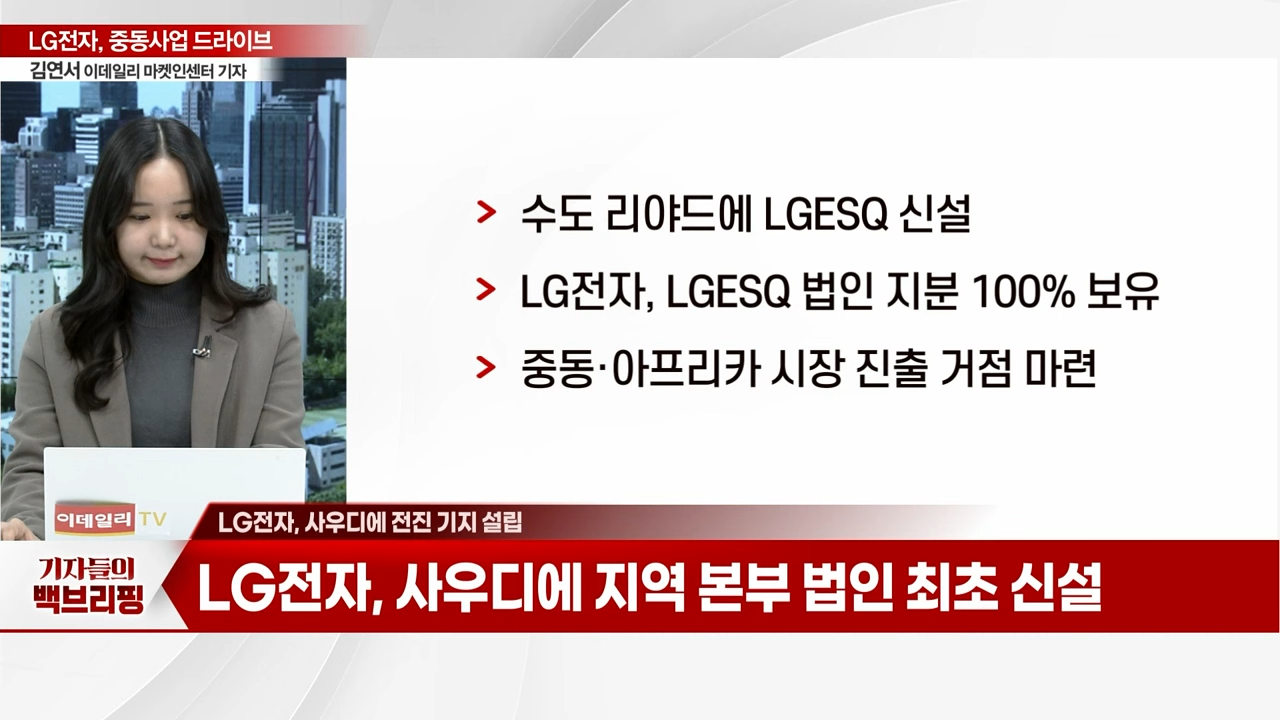 LG전자, 중동사업 드라이브
김연서 이데일리 마켓인센터 기자
> 수도 리야드에 LGESQ 신설
> LG전자, LGESQ 법인 지분 100% 보유
> 중동·아프리카 시장 진출 거점 마련
이데일리 TV
LG전자, 사우디에 전진 기지 설립
기자들의
백브리핑
LG전자, 사우디에 지역 본부 법인 최초 신설